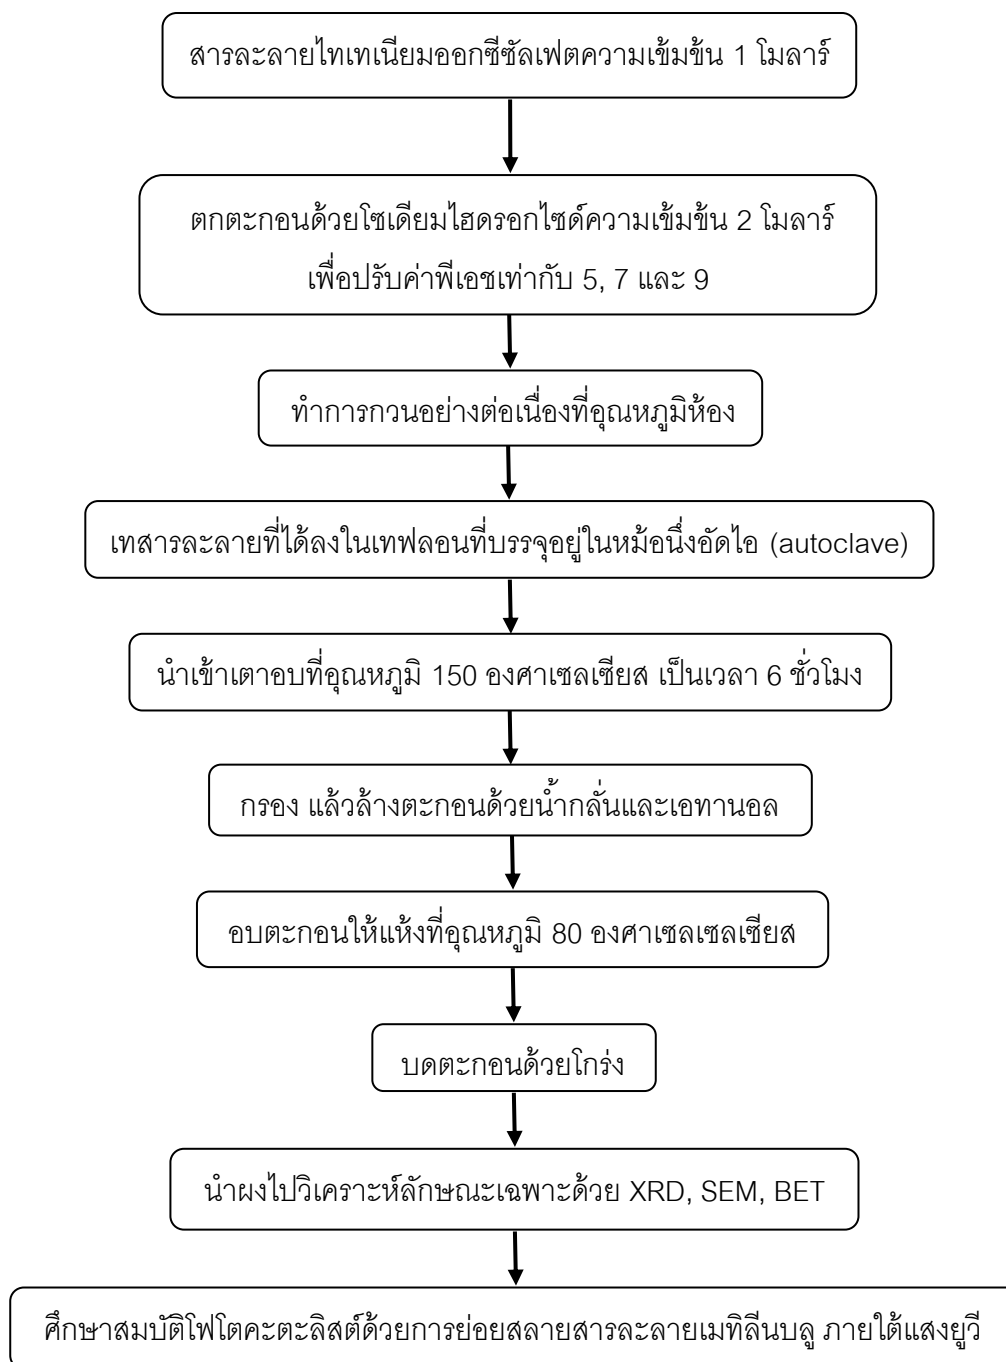 สารละลายไทเทเนียมออกซีซัลเฟตความเข้มข้น 1 โมลาร์
ตกตะกอนด้วยโซเดียมไฮดรอกไซด์ความเข้มข้น 2 โมลาร์
เพื่อปรับค่าพีเอชเท่ากับ 5, 7 และ 9
ทำการกวนอย่างต่อเนื่องที่อุณหภูมิห้อง
เทสารละลายที่ได้ลงในเทฟลอนที่บรรจุอยู่ในหม้อนึ่งอัดไอ (autoclave)
นำเข้าเตาอบที่อุณหภูมิ 150 องศาเซลเซียส เป็นเวลา 6 ชั่วโมง
กรอง แล้วล้างตะกอนด้วยน้ำกลั่นและเอทานอล
อบตะกอนให้แห้งที่อุณหภูมิ 80 องศาเซลเซลเซียส
บดตะกอนด้วยโกร่ง
นำผงไปวิเคราะห์ลักษณะเฉพาะด้วย XRD, SEM, BET
ศึกษาสมบัติโฟโตคะตะลิสต์ด้วยการย่อยสลายสารละลายเมทิลีนบลู ภายใต้แสงยูวี